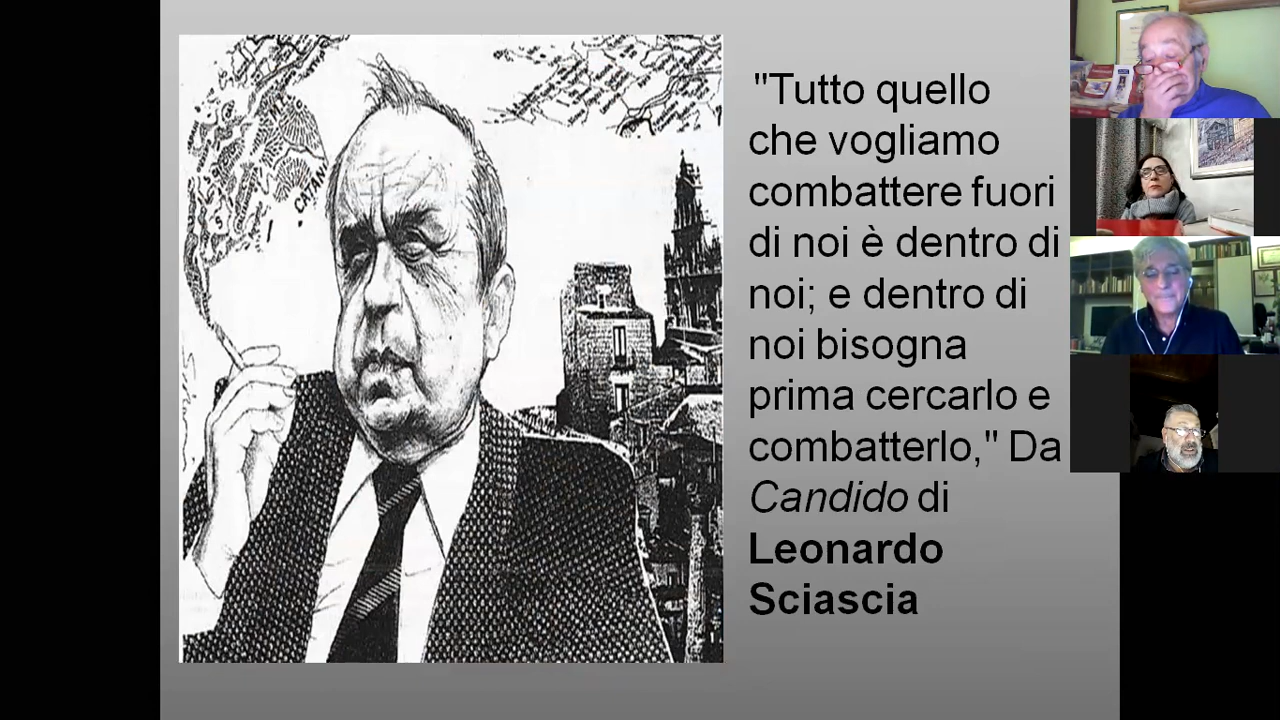 "Tutto quello
che vogliamo
combattere fuori
di noi è dentro di
noi; e dentro di
noi bisogna
prima cercarlo e
combatterlo," Da
Candido di
Leonardo
Sciascia
CATAN